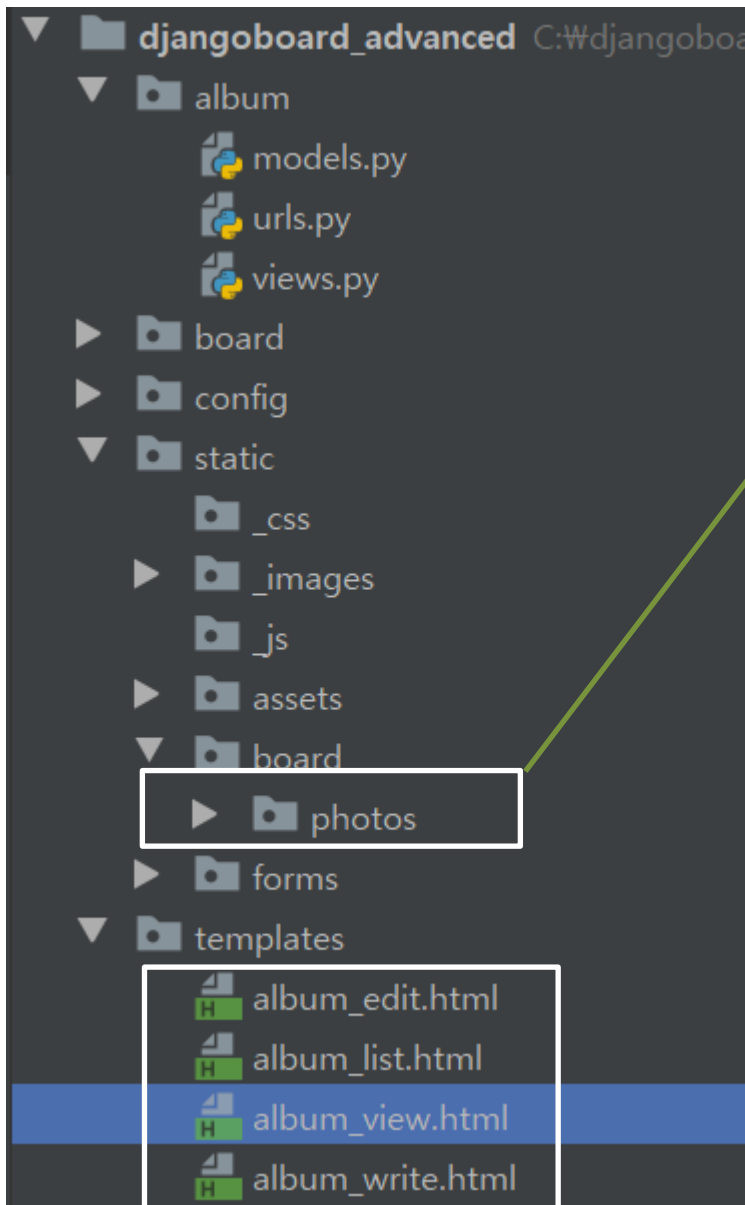 djangoboard_advanced C:₩djangoboa
album
models.py
urls.py
views.py
board
config
static
_css
_images
_js
assets
board
photos
forms
templates
H album_edit.html
H album_list.html
H album_view.html
H album_write.html